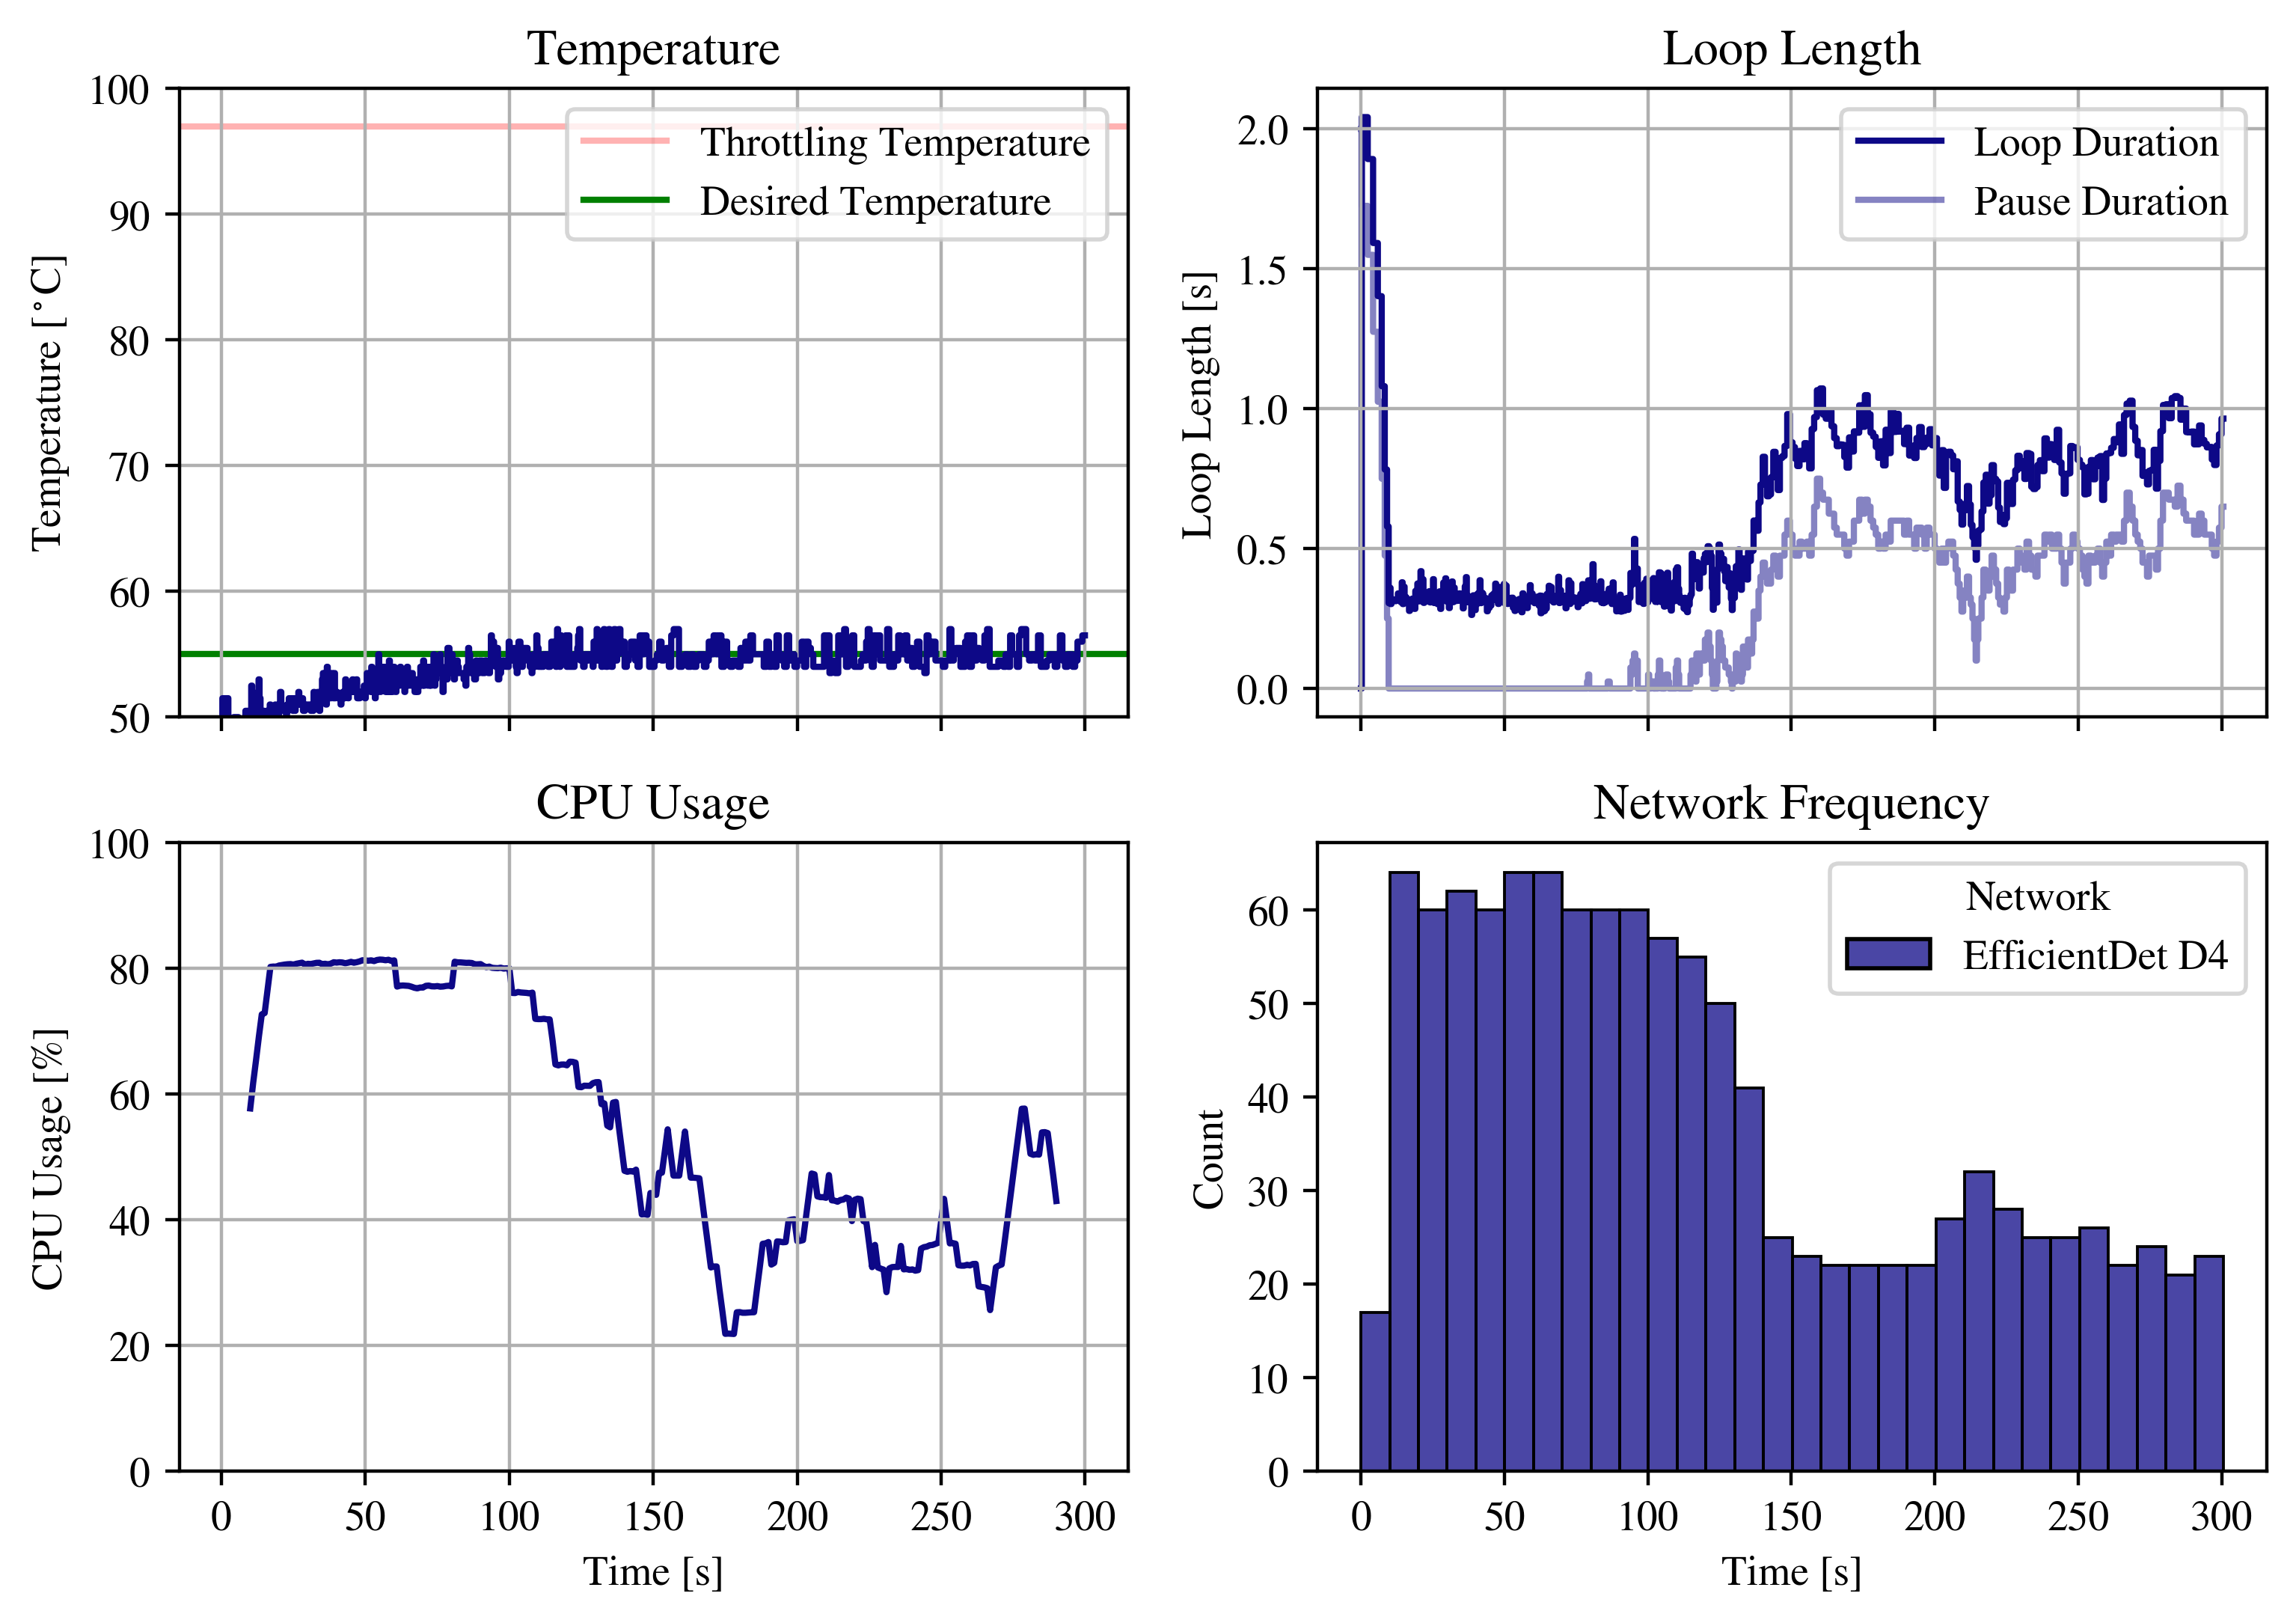 Temperature
100
90
80
70
60
50
Temperature [°C]
Throttling Temperature
Desired Temperature
Loop Length
2.0
1.5
1.0
0.5
0.0
Loop Length [s]
Loop Duration
Pause Duration
CPU Usage
100
80
60
40
20
0
CPU Usage [%]
0 50 100 150 200 250 300
Time [s]
Network Frequency
60
50
40
30
20
10
0
Count
Network
EfficientDet D4
0 50 100 150 200 250 300
Time [s]